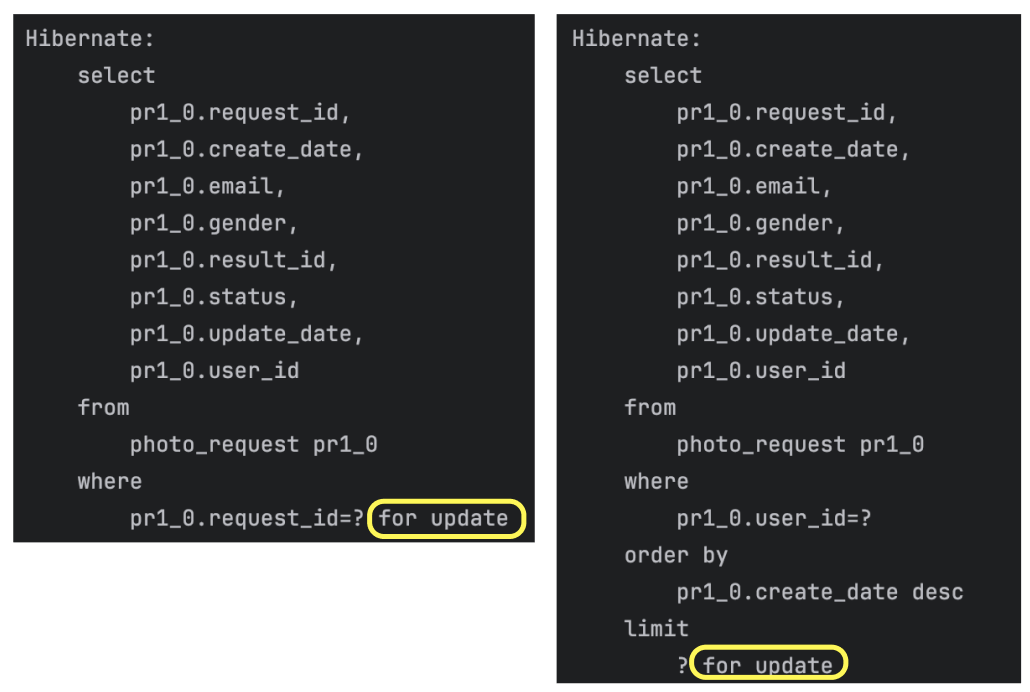 Hibernate:
select
pr1_0.request_id,
pr1_0.create_date,
pr1_0.email,
pr1_0.gender,
pr1_0.result_id,
pr1_0.status,
pr1_0.update_date,
pr1_0.user_id
from
photo_request pr1_0
where
pr1_0.request_id=? for update
Hibernate:
select
pr1_0.request_id,
pr1_0.create_date,
pr1_0.email,
pr1_0.gender,
pr1_0.result_id,
pr1_0.status,
pr1_0.update_date,
pr1_0.user_id
from
photo_request pr1_0
where
pr1_0.user_id=?
order by
pr1_0.create_date desc
limit
? for update